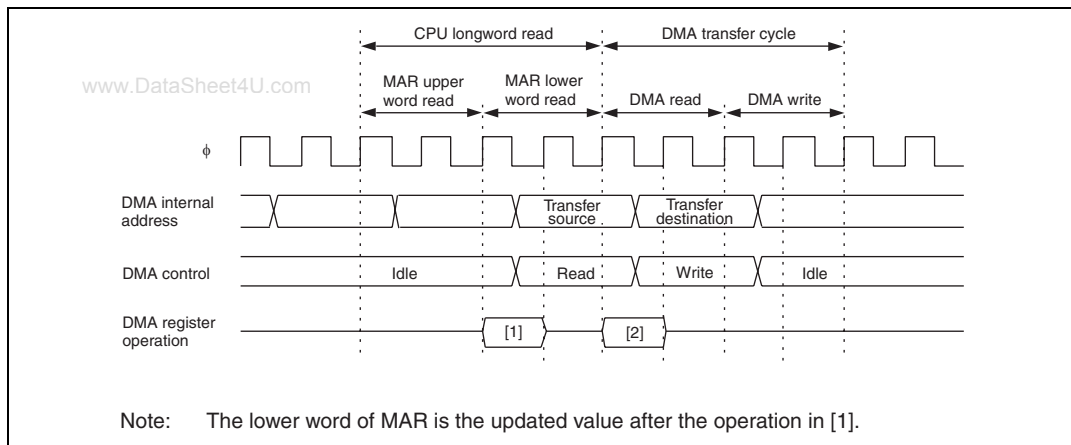 CPU longword read DMA transfer cycle
www.DataSheet4U.com
MAR upper word read
MAR lower word read
DMA read DMA write
φ
DMA internal address
Transfer source
Transfer destination
DMA control
Idle Read Write Idle
DMA register operation
[1] [2]
Note: The lower word of MAR is the updated value after the operation in [1].